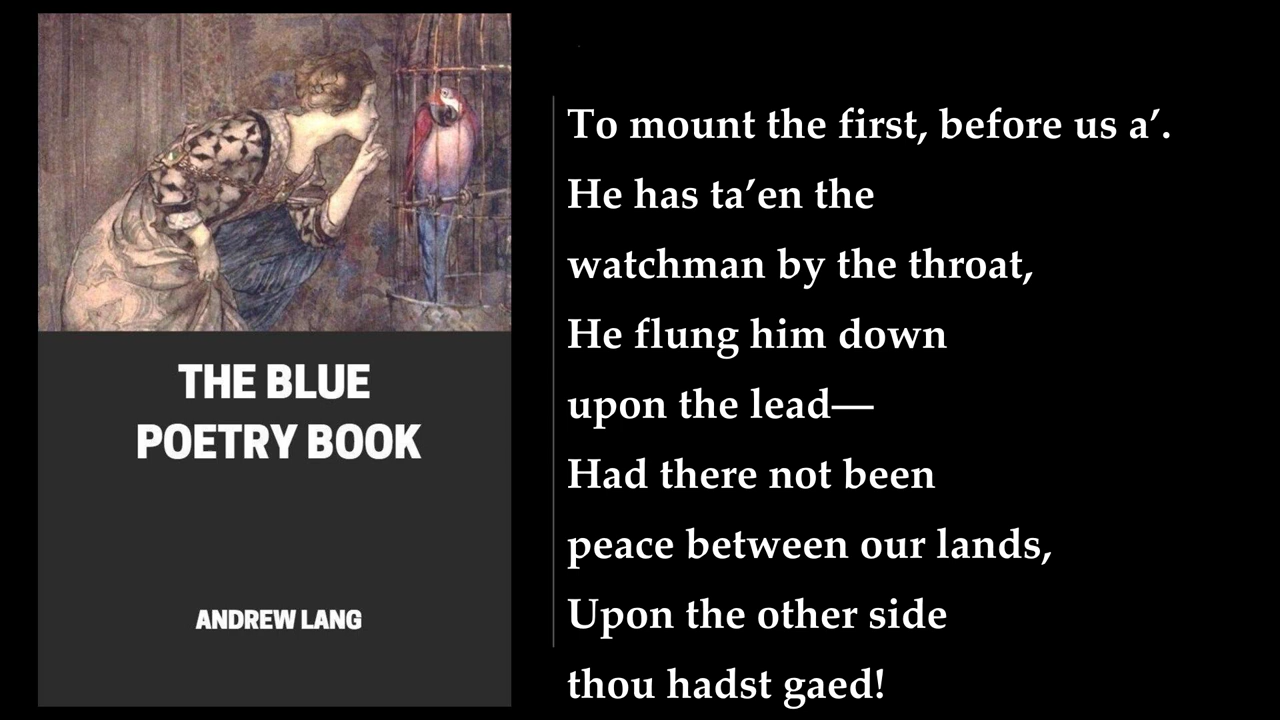 THE BLUE
POETRY BOOK
ANDREW LANG
To mount the first, before us a’.
He has ta’en the
watchman by the throat,
He flung him down
upon the lead—
Had there not been
peace between our lands,
Upon the other side
thou hadst gaed!